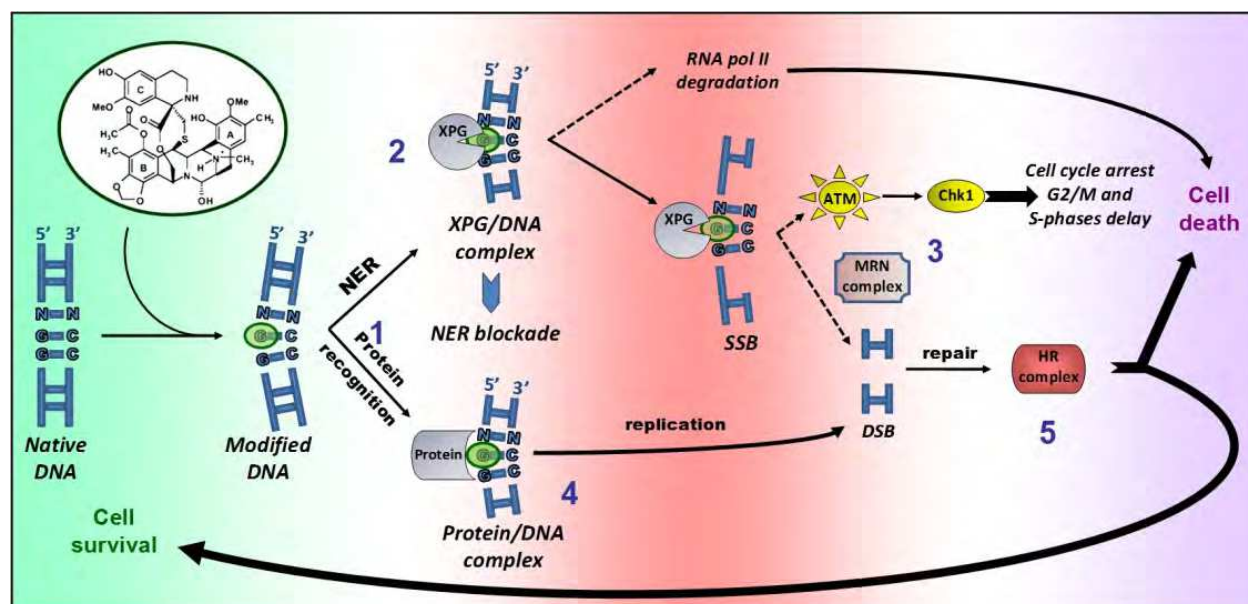 HO
C
MeO
NH
O
HO
OMe
A
CH₃
H₃C
O
O
O
S
H₃C
B
N
H
N
CH₃
O
O
OH
5’ 3’
N N
G C
G C
Native
DNA
5’ 3’
N N
G C
G C
Modified
DNA
Cell
survival
NER
1
Protein
recognition
2
5’ 3’
XPG
N N
G C
G C
XPG/DNA
complex
NER blockade
Protein
5’ 3’
N N
G C
G C
4
Protein/DNA
complex
RNA pol II
degradation
XPG
N N
G C
G C
SSB
ATM
Chk1
Cell cycle arrest
G2/M and
S-phases delay
3
MRN
complex
replication
DSB
repair
HR
complex
5
Cell
death